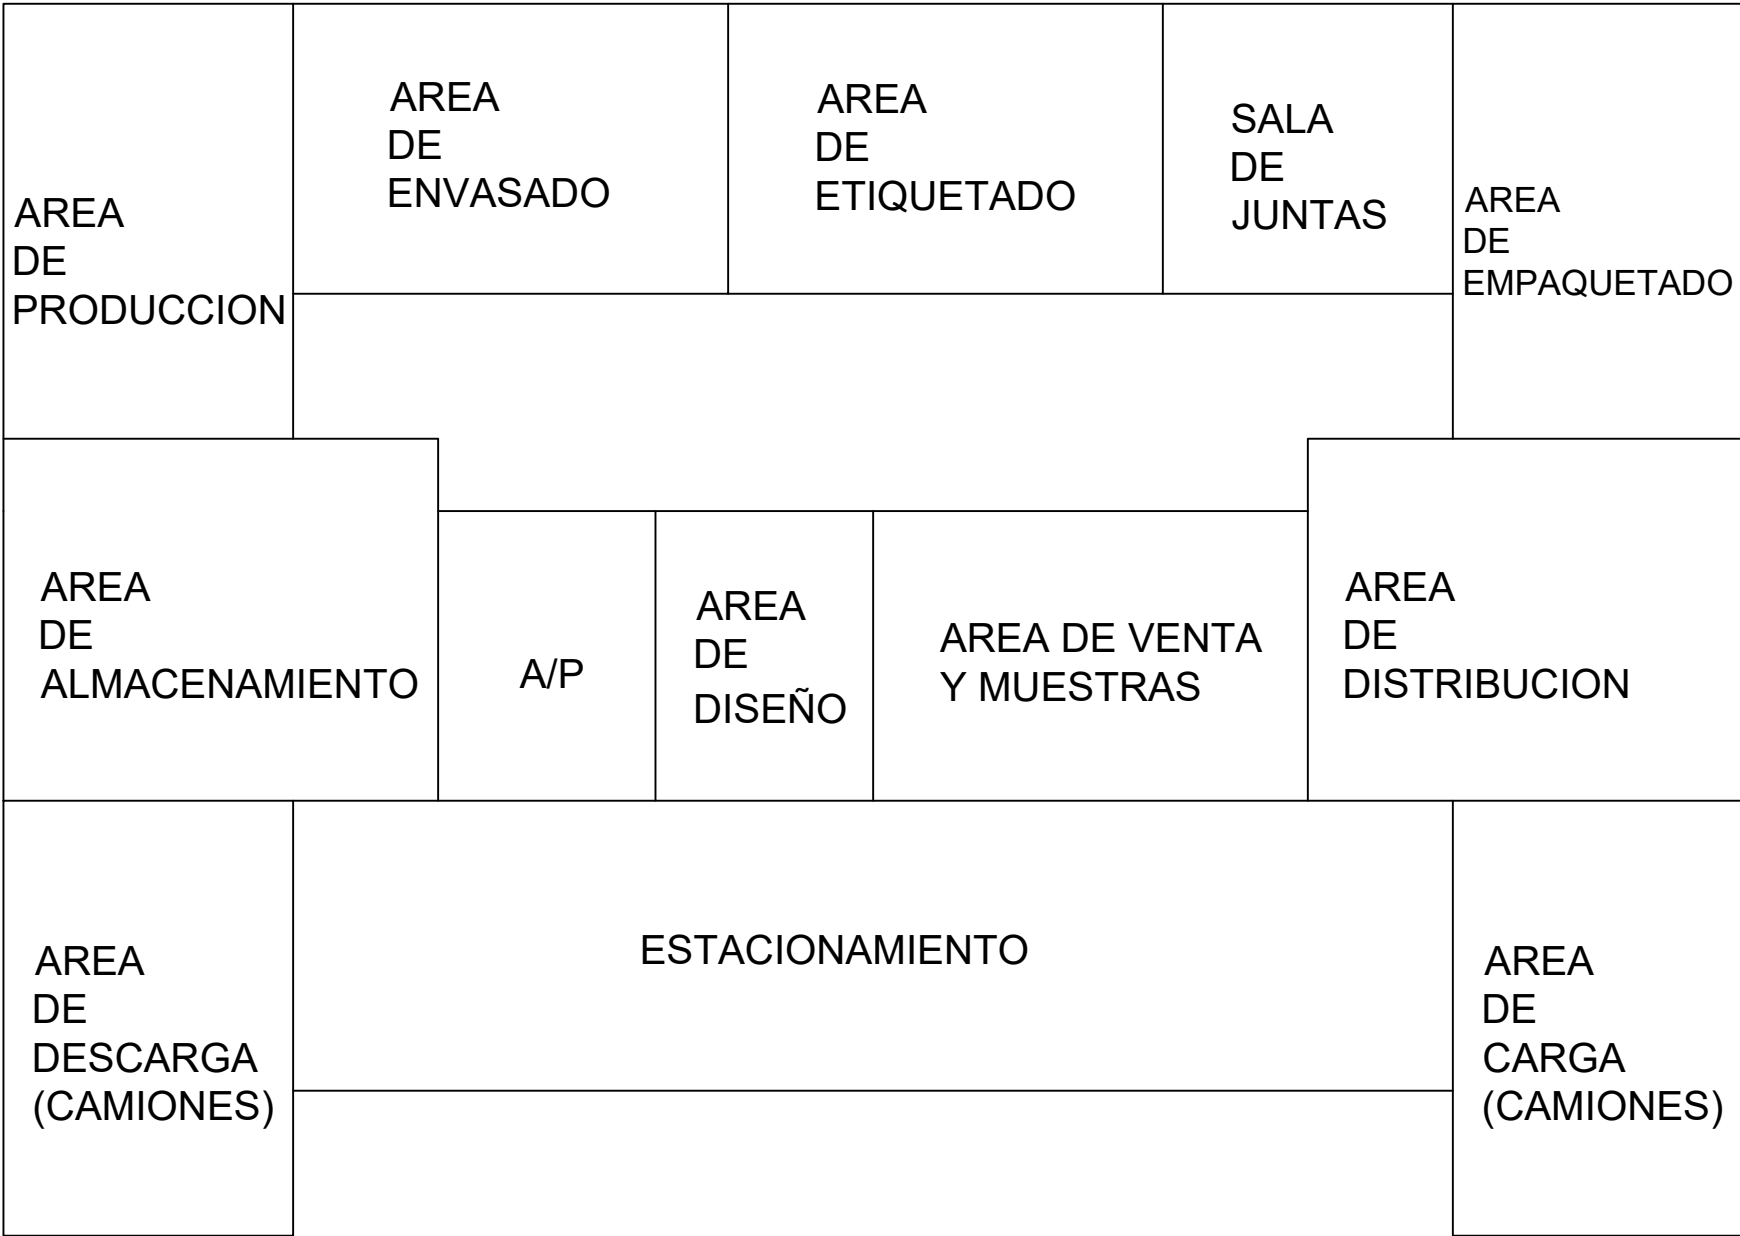 AREA
DE
PRODUCCION
AREA
DE
ENVASADO
AREA
DE
ETIQUETADO
SALA
DE
JUNTAS
AREA
DE
EMPAQUETADO
AREA
DE
ALMACENAMIENTO
A/P
AREA
DE
DISEÑO
AREA DE VENTA
Y MUESTRAS
AREA
DE
DISTRIBUCION
AREA
DE
DESCARGA
(CAMIONES)
ESTACIONAMIENTO
AREA
DE
CARGA
(CAMIONES)